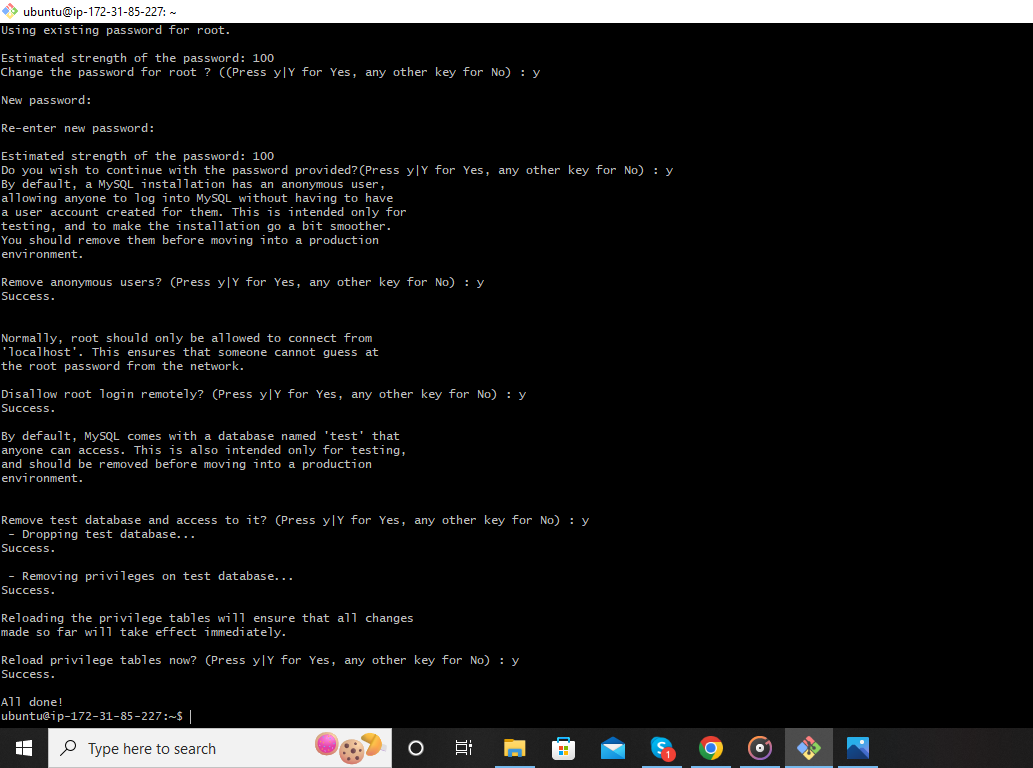 ubuntu@ip-172-31-85-227: ~
Using existing password for root.
Estimated strength of the password: 100
Change the password for root ? ((Press y|Y for Yes, any other key for No) : y
New password:
Re-enter new password:
Estimated strength of the password: 100
Do you wish to continue with the password provided?(Press y|Y for Yes, any other key for No) : y
By default, a MySQL installation has an anonymous user,
allowing anyone to log into MySQL without having to have
a user account created for them. This is intended only for
testing, and to make the installation go a bit smoother.
You should remove them before moving into a production
environment.
Remove anonymous users? (Press y|Y for Yes, any other key for No) : y
Success.
Normally, root should only be allowed to connect from
'localhost'. This ensures that someone cannot guess at
the root password from the network.
Disallow root login remotely? (Press y|Y for Yes, any other key for No) : y
Success.
By default, MySQL comes with a database named 'test' that
anyone can access. This is also intended only for testing,
and should be removed before moving into a production
environment.
Remove test database and access to it? (Press y|Y for Yes, any other key for No) : y
 - Dropping test database...
Success.
 - Removing privileges on test database...
Success.
Reloading the privilege tables will ensure that all changes
made so far will take effect immediately.
Reload privilege tables now? (Press y|Y for Yes, any other key for No) : y
Success.
All done!
ubuntu@ip-172-31-85-227:~$
Type here to search
S 1